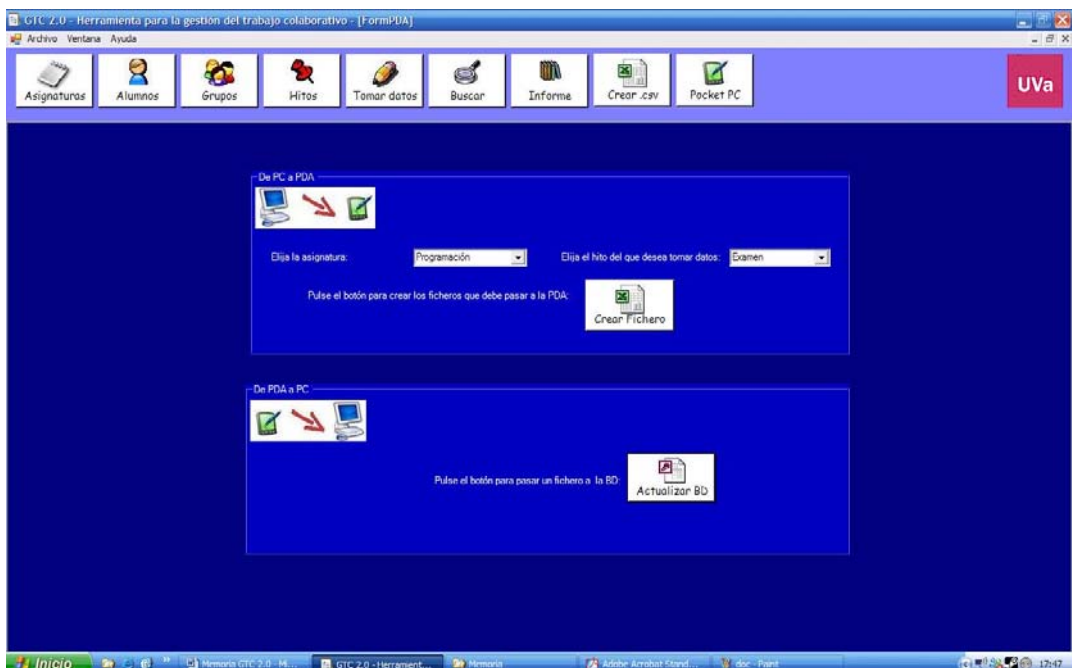 GTC 2.0 - Herramienta para la gestión del trabajo colaborativo - [FormPDA]
Archivo Ventana Ayuda
Asignaturas Alumnos Grupos Hitos Tomar datos Buscar Informe Crear .csv Pocket PC UVa
De PC a PDA
Elija la asignatura: Programación Elija el hito del que desea tomar datos: Examen
Pulse el botón para crear los ficheros que debe pasar a la PDA: Crear Fichero
De PDA a PC
Pulse el botón para pasar un fichero a la BD: Actualizar BD
Inicio Memoria GTC 2.0 - M... GTC 2.0 - Herrament... Memoria Adobe Acrobat Stand... doc - Paint 17:47